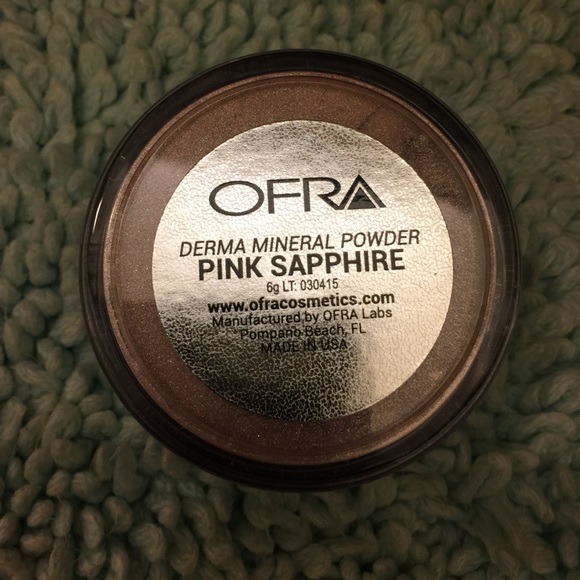 OFRA
DERMA MINERAL POWDER
PINK SAPPHIRE
6g LT: 030415
www.ofracosmetics.com
Manufactured by OFRA Labs
Pompano Beach, FL
MADE IN USA